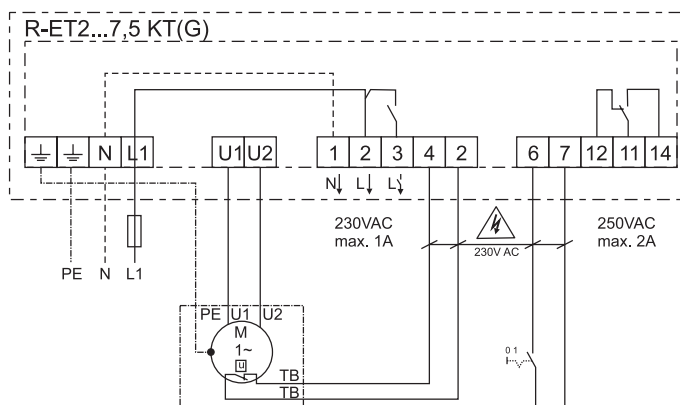 R-ET2...7,5 KT(G)
N L1 U1 U2 1 2 3 4 2 6 7 12 11 14
N L L
230VAC
max. 1A
230V AC
250VAC
max. 2A
PE N L1
PE U1 U2
M
1~
u
0 1
TB
TB